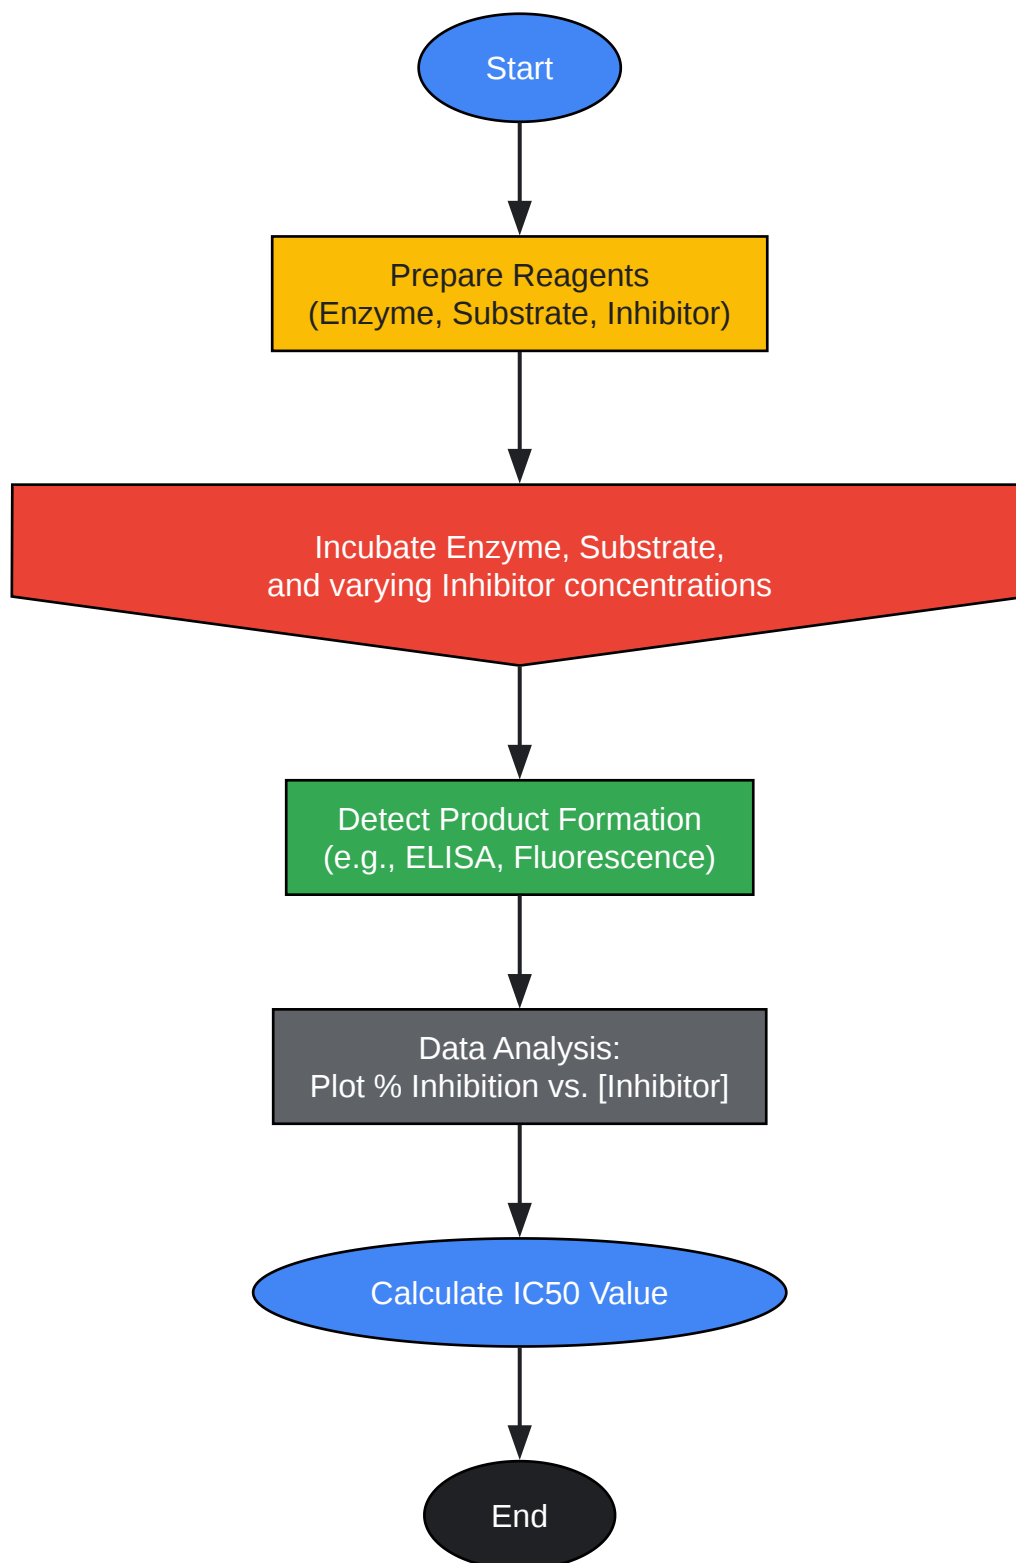 Start
Prepare Reagents
(Enzyme, Substrate, Inhibitor)
Incubate Enzyme, Substrate,
and varying Inhibitor concentrations
Detect Product Formation
(e.g., ELISA, Fluorescence)
Data Analysis:
Plot % Inhibition vs. [Inhibitor]
Calculate IC50 Value
End